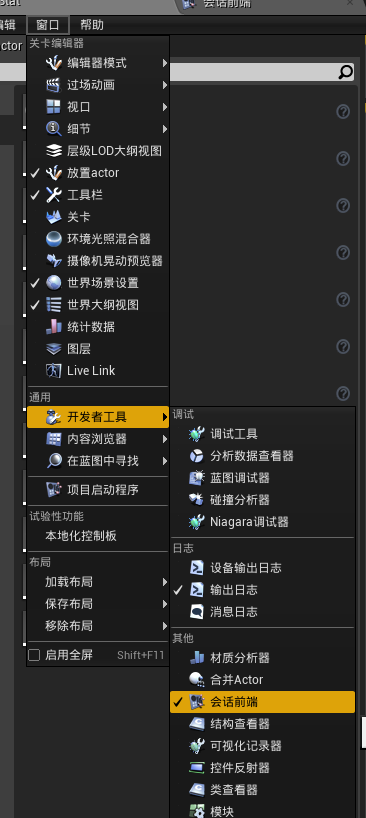 Stat
会话前端
编辑
窗口
帮助
ctor
关卡编辑器
编辑器模式
过场动画
视口
细节
层级LOD大纲视图
放置actor
工具栏
关卡
环境光照混合器
摄像机晃动预览器
世界场景设置
世界大纲视图
统计数据
图层
Live Link
通用
开发者工具
内容浏览器
在蓝图中寻找
项目启动程序
试验性功能
本地化控制板
布局
加载布局
保存布局
移除布局
启用全屏 Shift+F11
调试
调试工具
分析数据查看器
蓝图调试器
碰撞分析器
Niagara调试器
日志
设备输出日志
输出日志
消息日志
其他
材质分析器
合并Actor
会话前端
结构查看器
可视化记录器
控件反射器
类查看器
模块